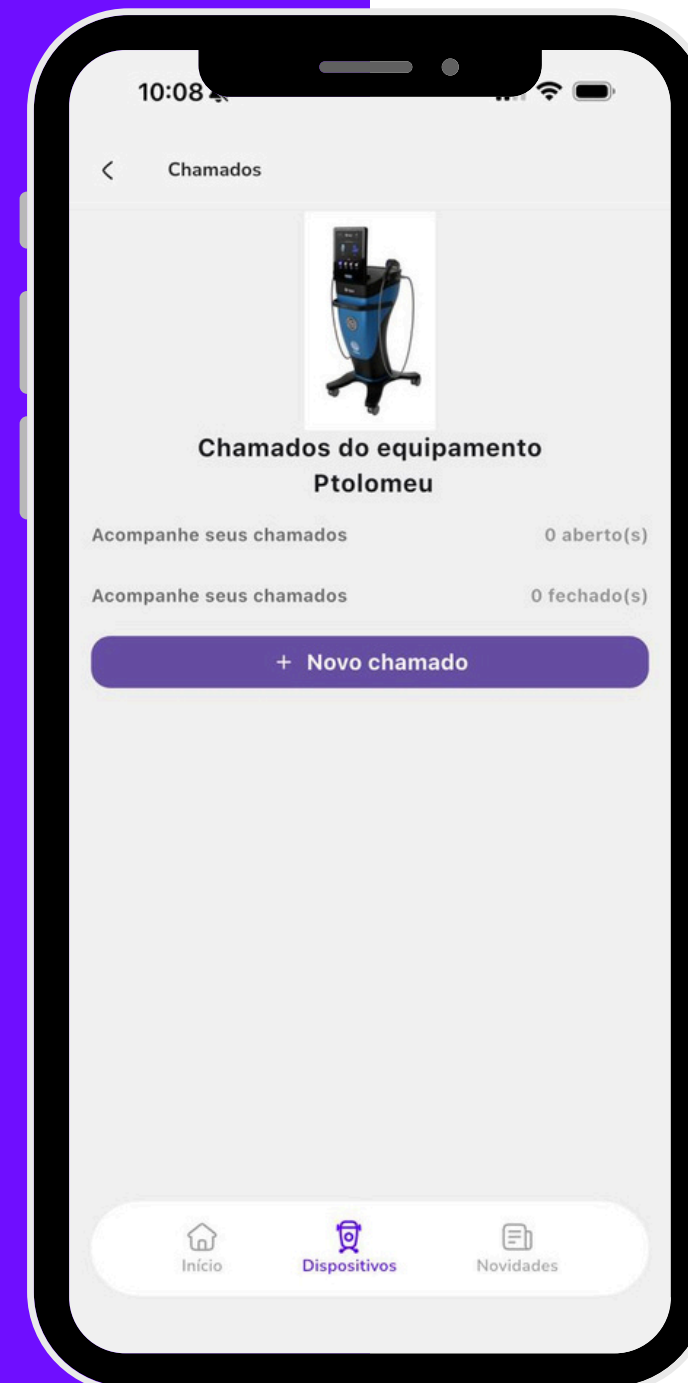 10:08
Chamados
Chamados do equipamento
Ptolomeu
Acompanhe seus chamados 0 aberto(s)
Acompanhe seus chamados 0 fechado(s)
+ Novo chamado
Início Dispositivos Novidades